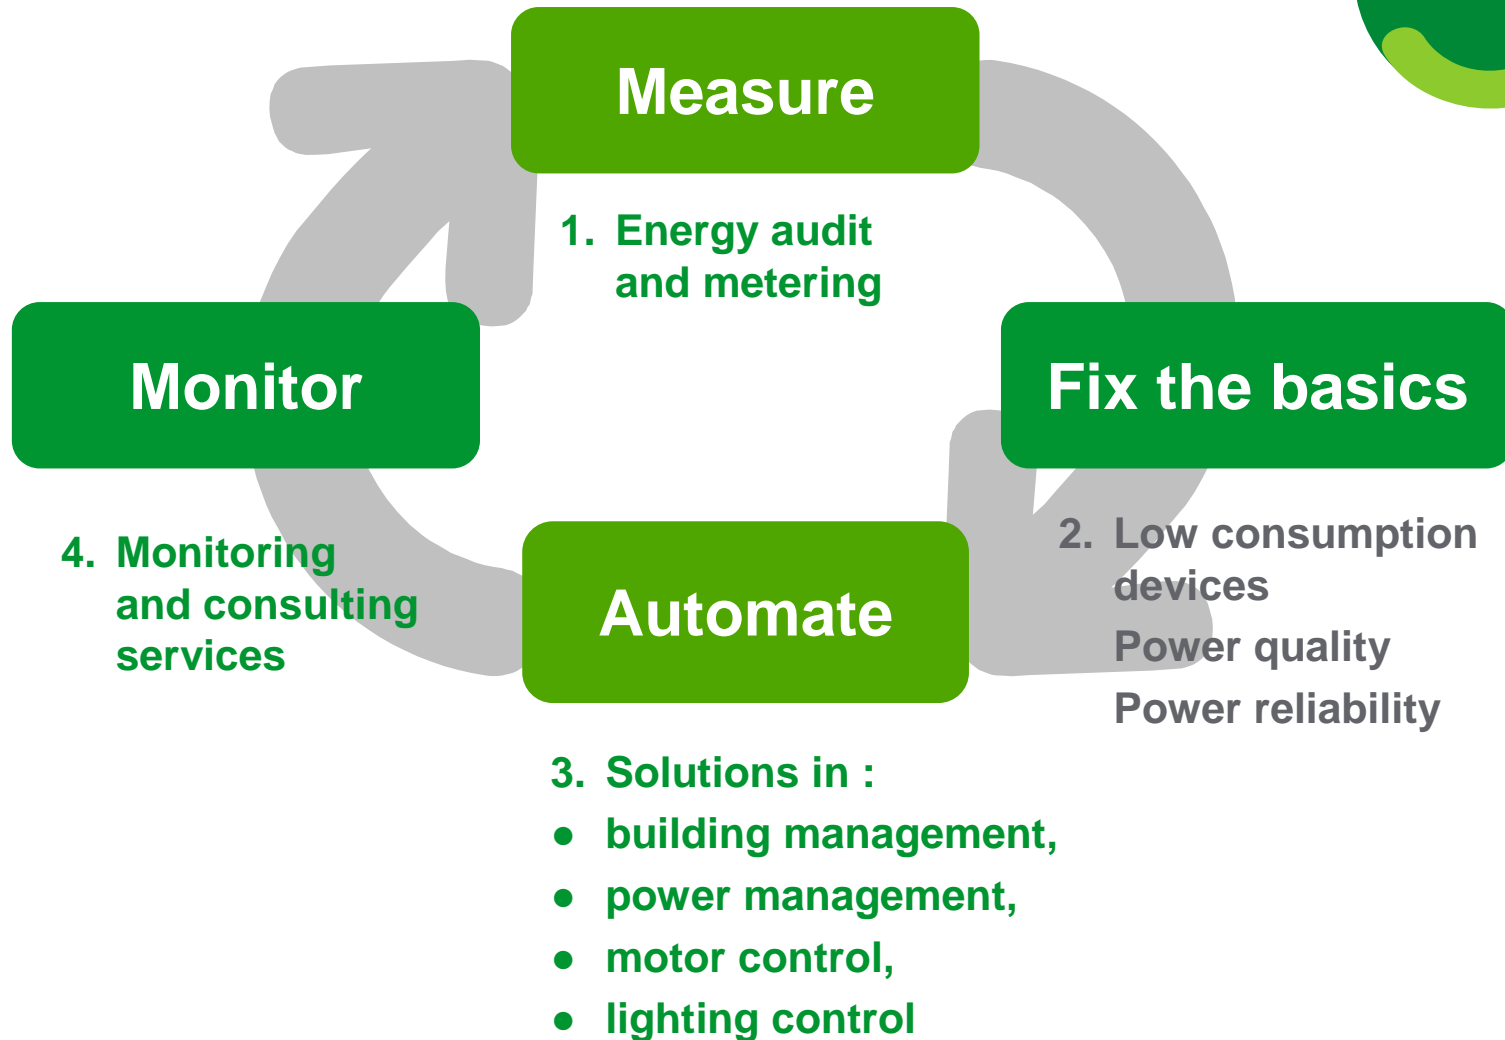 Measure
1. Energy audit
and metering
Monitor
Fix the basics
4. Monitoring
and consulting
services
Automate
2. Low consumption
devices
Power quality
Power reliability
3. Solutions in :
● building management,
● power management,
● motor control,
● lighting control